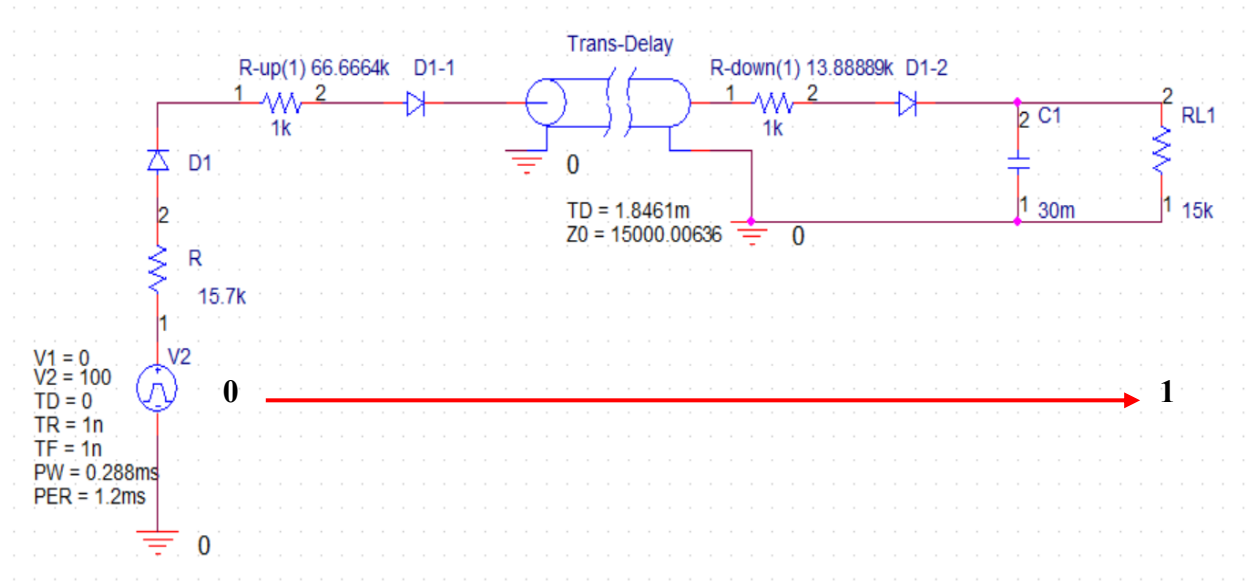 Trans-Delay
R-up(1) 66.6664k D1-1
R-down(1) 13.88889k D1-2
1 2
1k
1 2
1k
2 C1
2
RL1
D1
0
1 30m
1 15k
TD = 1.8461m
Z0 = 15000.00636
0
2
R
15.7k
1
V1 = 0
V2
V2 = 100
TD = 0
TR = 1n
TF = 1n
PW = 0.288ms
PER = 1.2ms
0 1
0